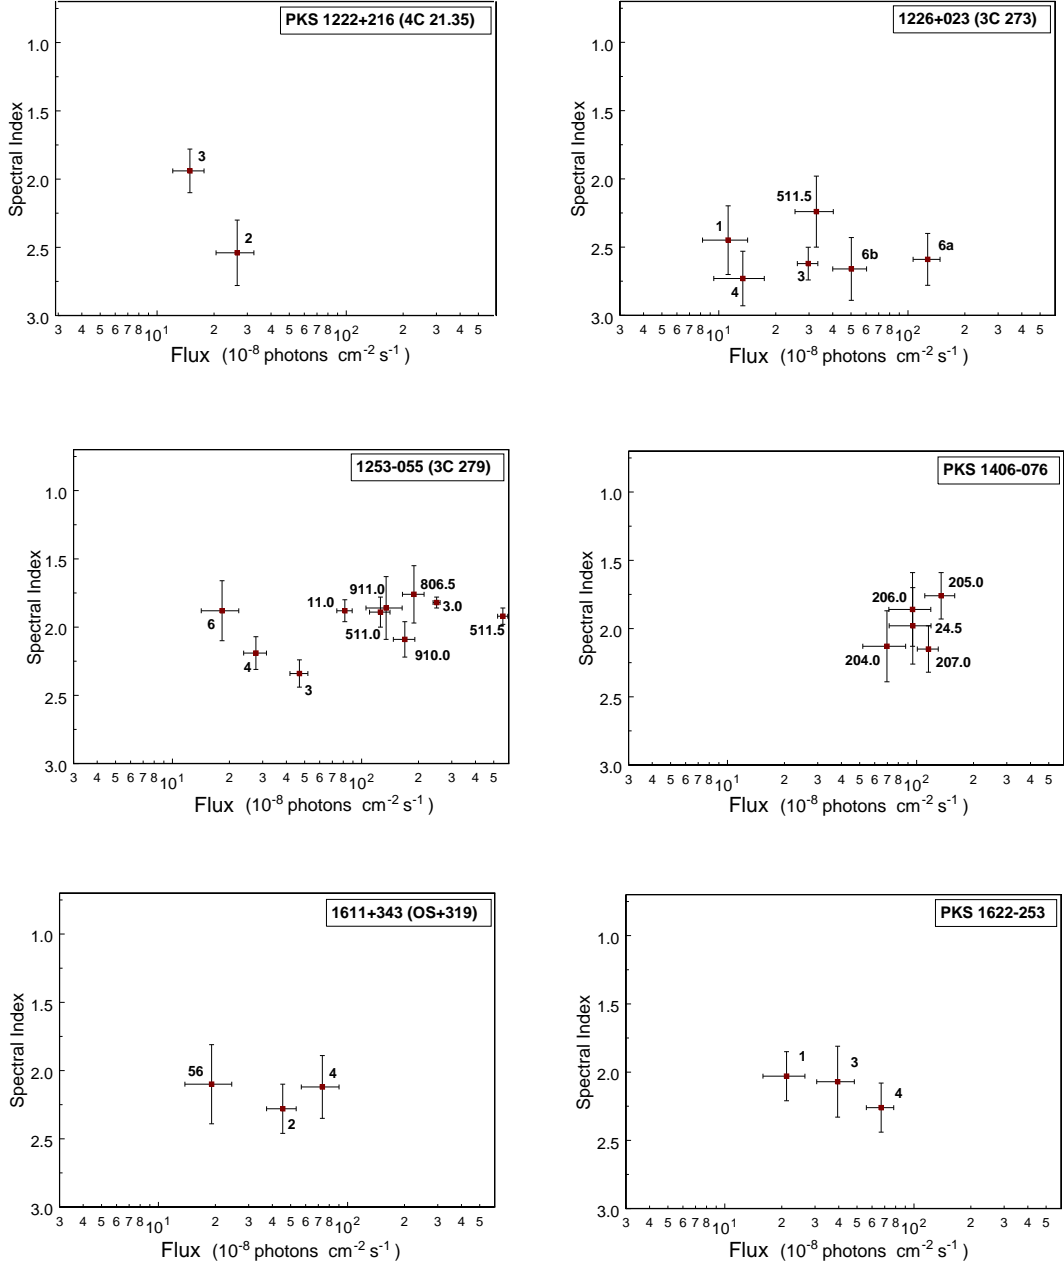 PKS 1222+216 (4C 21.35)
Spectral Index
1.0
1.5
2.0
2.5
3.0
3
2
3 4 5 6 7 8 10^1 2 3 4 5 6 7 8 10^2 2 3 4 5
Flux (10^-8 photons cm^-2 s^-1 )
1226+023 (3C 273)
Spectral Index
1.0
1.5
2.0
2.5
3.0
511.5
1
6b
6a
3
4
3 4 5 6 7 8 10^1 2 3 4 5 6 7 8 10^2 2 3 4 5
Flux (10^-8 photons cm^-2 s^-1 )
1253-055 (3C 279)
Spectral Index
1.0
1.5
2.0
2.5
3.0
911.0
806.5
11.0
3.0
6
511.0
511.5
910.0
4
3
3 4 5 6 7 8 10^1 2 3 4 5 6 7 8 10^2 2 3 4 5
Flux (10^-8 photons cm^-2 s^-1 )
PKS 1406-076
Spectral Index
1.0
1.5
2.0
2.5
3.0
205.0
206.0
24.5
204.0
207.0
3 4 5 6 7 8 10^1 2 3 4 5 6 7 8 10^2 2 3 4 5
Flux (10^-8 photons cm^-2 s^-1 )
1611+343 (OS+319)
Spectral Index
1.0
1.5
2.0
2.5
3.0
56
4
2
3 4 5 6 7 8 10^1 2 3 4 5 6 7 8 10^2 2 3 4 5
Flux (10^-8 photons cm^-2 s^-1 )
PKS 1622-253
Spectral Index
1.0
1.5
2.0
2.5
3.0
1
3
4
3 4 5 6 7 8 10^1 2 3 4 5 6 7 8 10^2 2 3 4 5
Flux (10^-8 photons cm^-2 s^-1 )